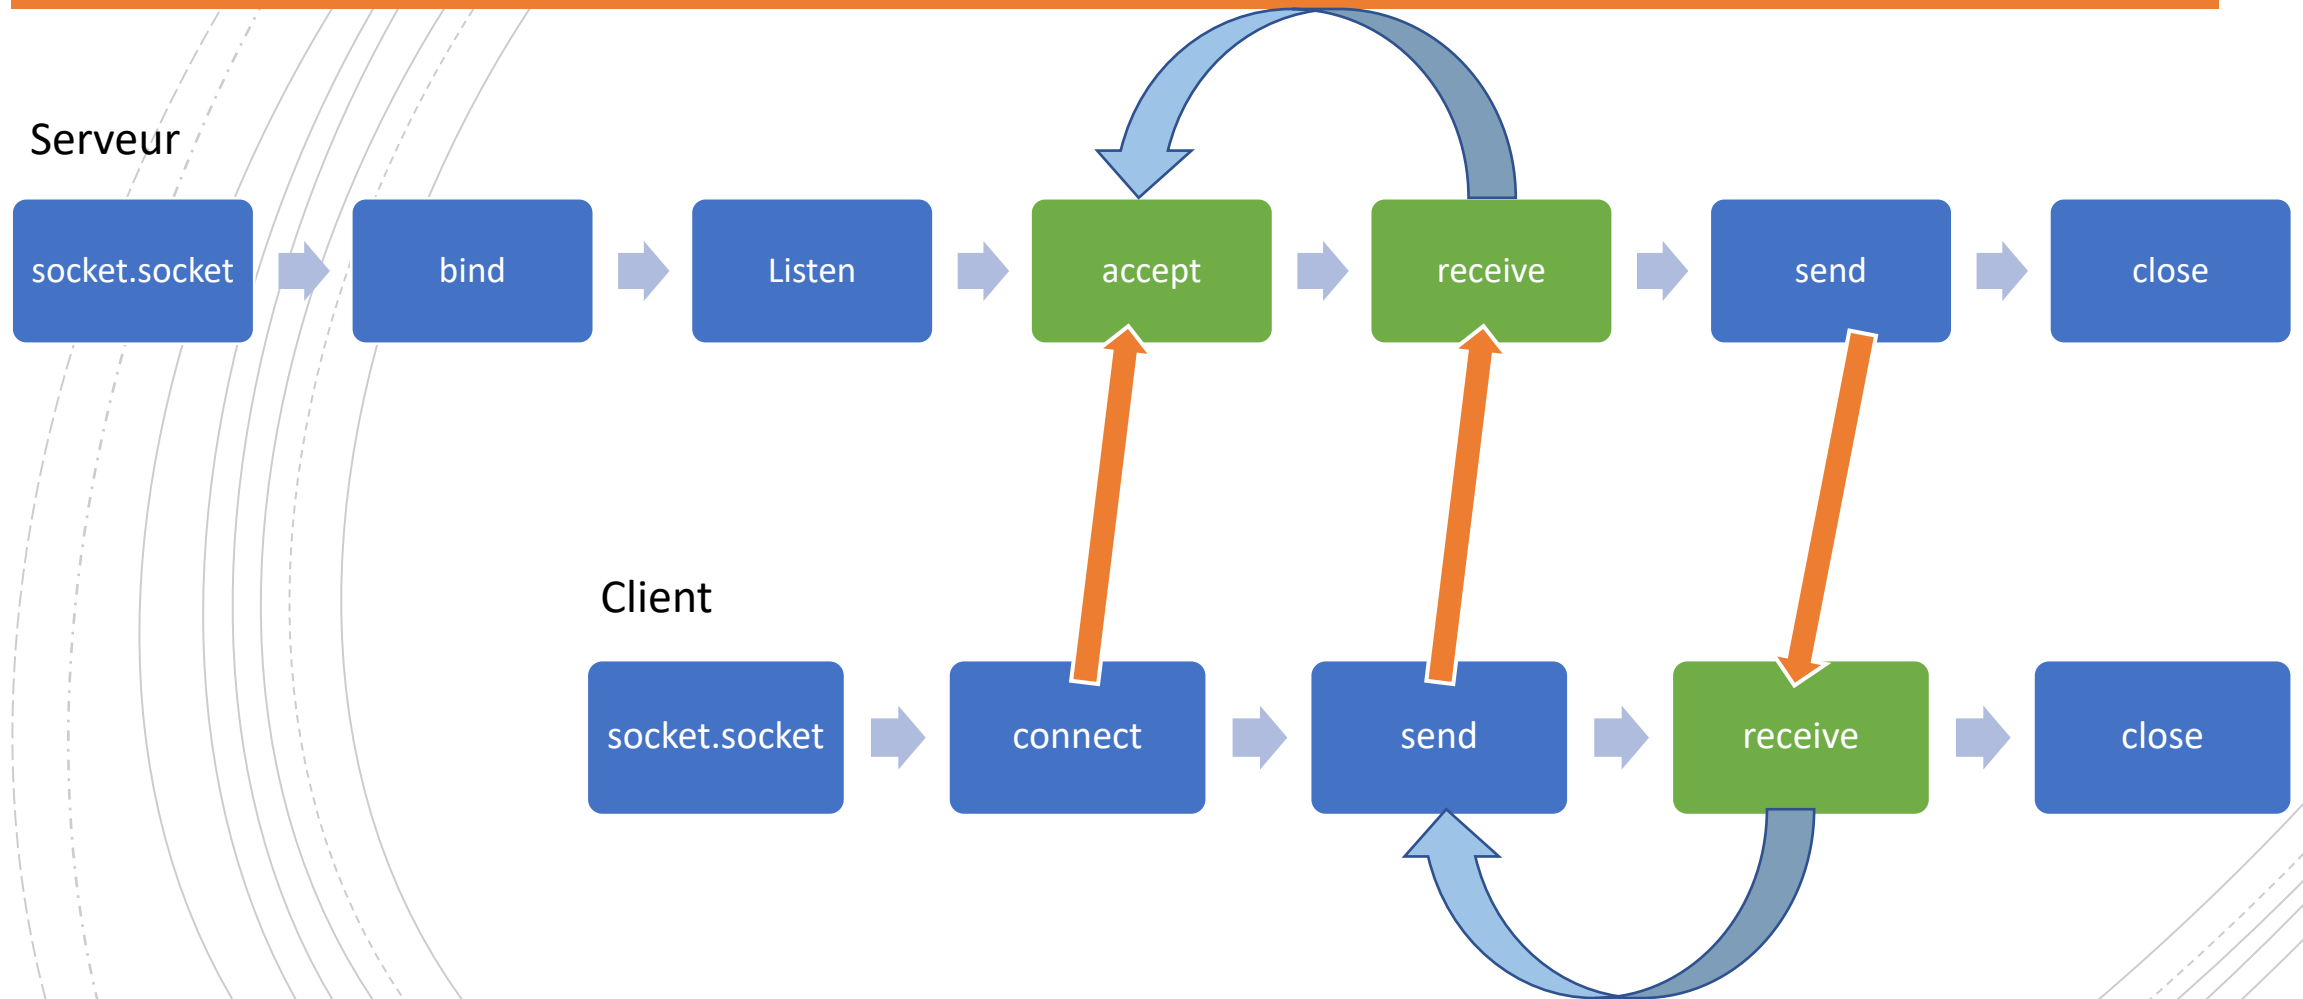 Serveur
socket.socket
bind
Listen
accept
receive
send
close
Client
socket.socket
connect
send
receive
close